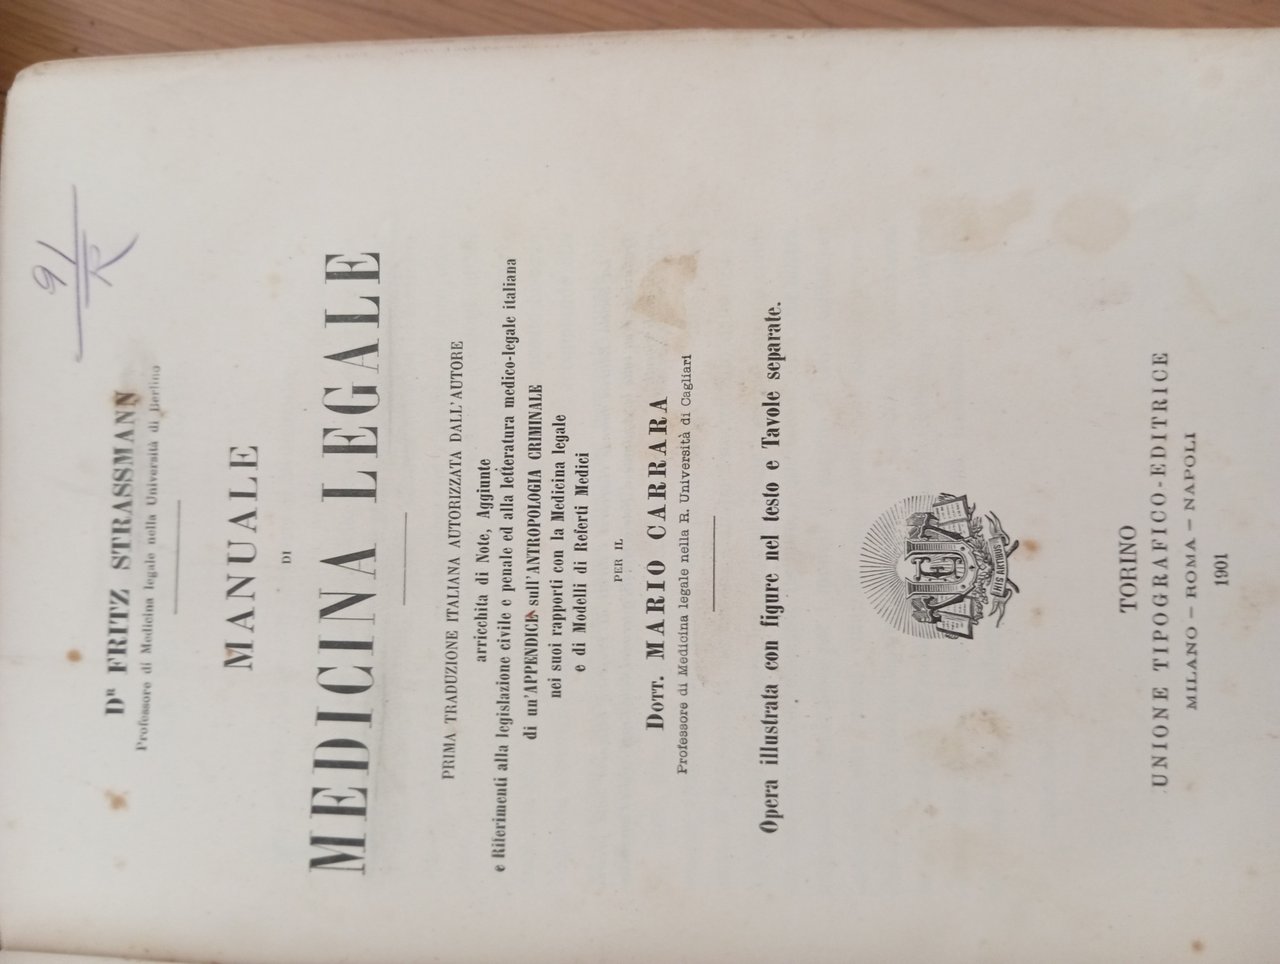 91
Dr FRITZ STRASSMANN
Professore di Medicina legale nella Università di Berlino
MANUALE
DI
MEDICINA LEGALE
PRIMA TRADUZIONE ITALIANA AUTORIZZATA DALL'AUTORE
arricchita di Note, Aggiunte
e Riferimenti alla legislazione civile e penale ed alla letteratura medico-legale italiana
di un'APPENDICE sull'ANTROPOLOGIA CRIMINALE
nei suoi rapporti con la Medicina legale
e di Modelli di Referti Medici
PER IL
Dott. MARIO CARRARA
Professore di Medicina legale nella R. Università di Cagliari
Opera illustrata con figure nel testo e Tavole separate.
HIS ARTIBUS
TORINO
UNIONE TIPOGRAFICO-EDITRICE
MILANO — ROMA — NAPOLI
1901